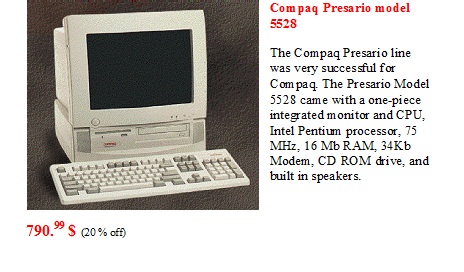 Compaq Presario model
5528
The Compaq Presario line
was very successful for
Compaq. The Presario Model
5528 came with a one-piece
integrated monitor and CPU,
Intel Pentium processor, 75
MHz, 16 Mb RAM, 34Kb
Modem, CD ROM drive, and
built in speakers.
790.99 $ (20% off)